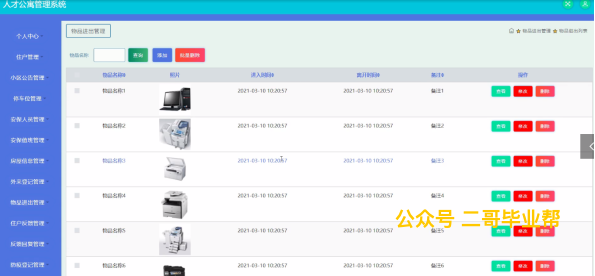 人才公寓管理系统
个人中心
住户管理
小区公告管理
停车位管理
安保人员管理
安保值班管理
房屋信息管理
外来登记管理
物品进出管理
住户反馈管理
反馈回复管理
物品进出管理
物品进出管理 物品进出列表
物品名称 查询 添加 批量删除
物品名称 照片 进入时间 离开时间 备注 操作
物品名称1 2021-03-10 10:20:57 2021-03-10 10:20:57 备注1 查看 修改 删除
物品名称2 2021-03-10 10:20:57 2021-03-10 10:20:57 备注2 查看 修改 删除
物品名称3 2021-03-10 10:20:57 2021-03-10 10:20:57 备注3 查看 修改 删除
物品名称4 2021-03-10 10:20:57 2021-03-10 10:20:57 备注4 查看 修改 删除
物品名称5 2021-03-10 10:20:57 2021-03-10 10:20:57 备注5 查看 修改 删除
物品名称6 2021-03-10 10:20:57 2021-03-10 10:20:57 备注6 查看 修改 删除
公众号 二哥毕业帮